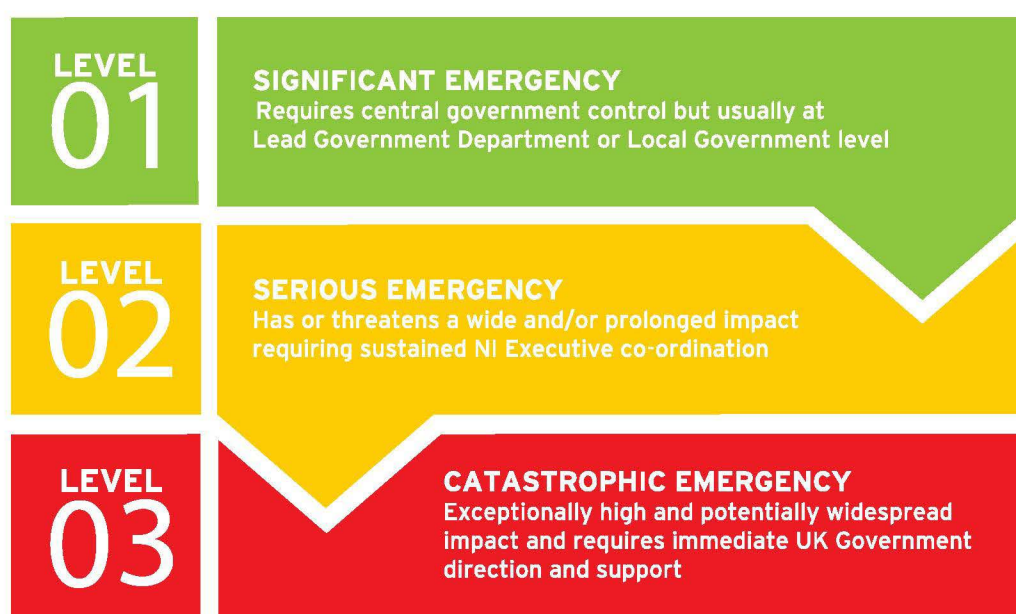 LEVEL
01
SIGNIFICANT EMERGENCY
Requires central government control but usually at
Lead Government Department or Local Government level
LEVEL
02
SERIOUS EMERGENCY
Has or threatens a wide and/or prolonged impact
requiring sustained NI Executive co-ordination
LEVEL
03
CATASTROPHIC EMERGENCY
Exceptionally high and potentially widespread
impact and requires immediate UK Government
direction and support